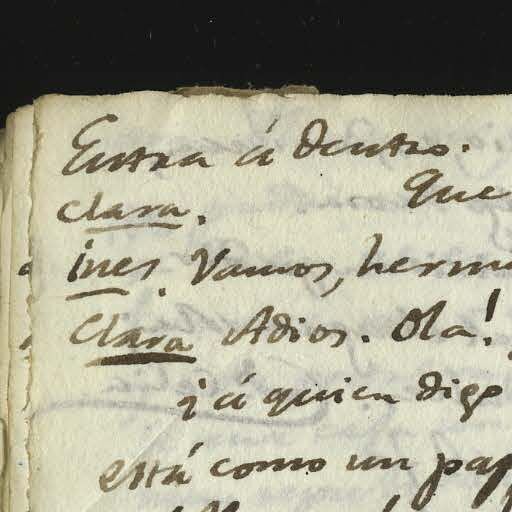 Entra á dentro.
Que
Clara.
ines. Vamos, herm
Clara Adios. Ola!
¿á quien digo
está como un pap